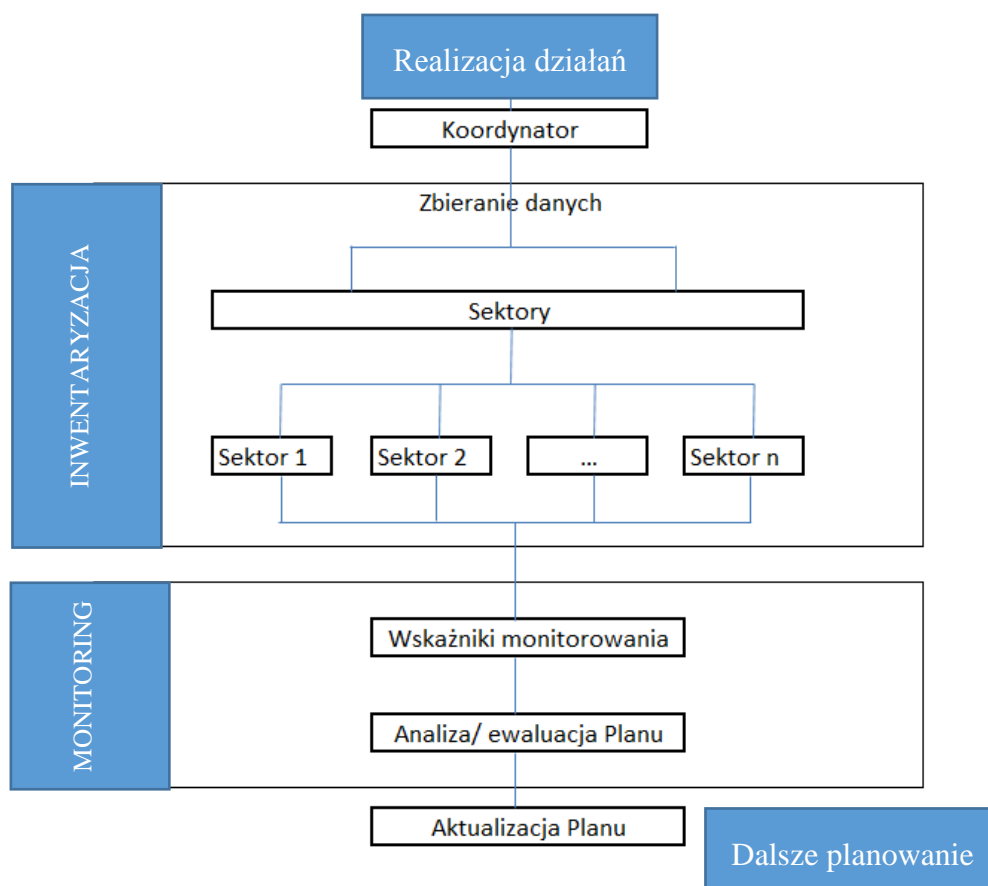 Realizacja działań
Koordynator
INWENTARYZACJA
Zbieranie danych
Sektory
Sektor 1
Sektor 2
...
Sektor n
MONITORING
Wskażniki monitorowania
Analiza/ ewaluacja Planu
Aktualizacja Planu
Dalsze planowanie